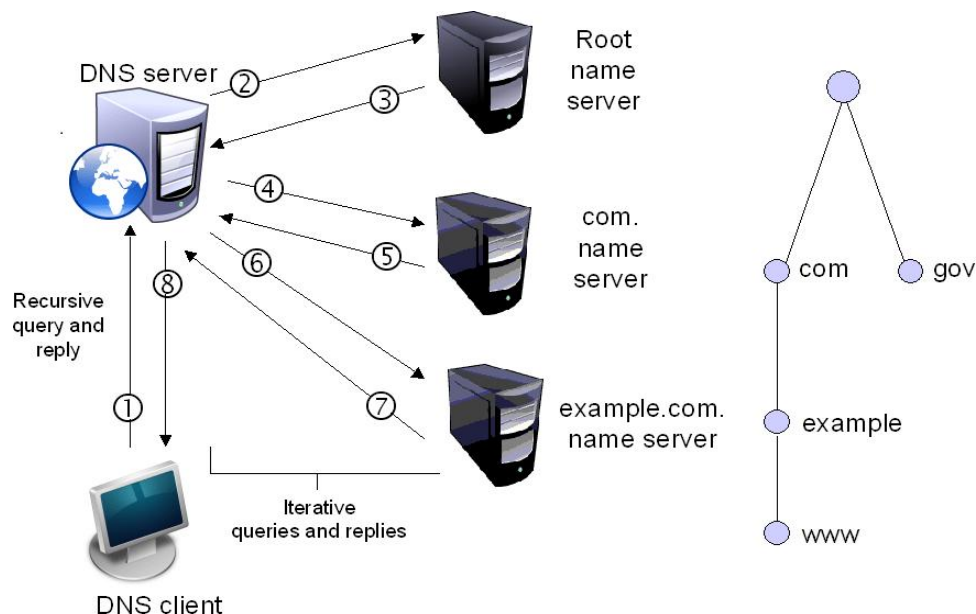 DNS server
②
③
Root
name
server
④
⑤
com.
name
server
⑥
⑦
example.com.
name server
⑧
Recursive
query and
reply
①
Iterative
queries and replies
DNS client
com
gov
example
www